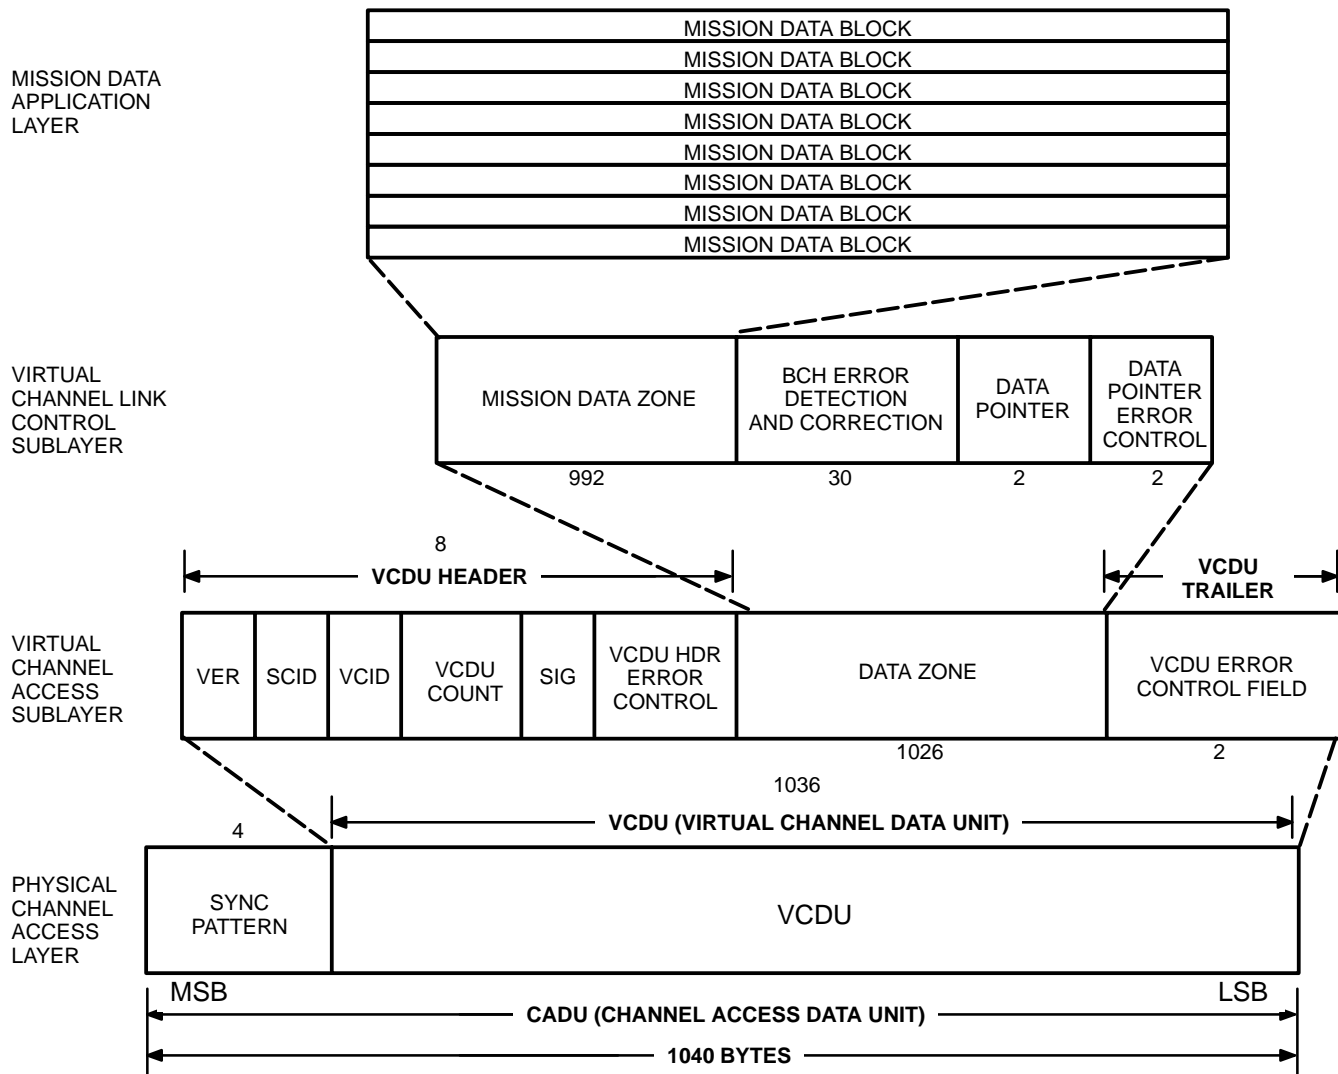 MISSION DATA BLOCK
MISSION DATA BLOCK
MISSION DATA BLOCK
MISSION DATA BLOCK
MISSION DATA BLOCK
MISSION DATA BLOCK
MISSION DATA BLOCK
MISSION DATA BLOCK
MISSION DATA
APPLICATION
LAYER
VIRTUAL
CHANNEL LINK
CONTROL
SUBLAYER
MISSION DATA ZONE
BCH ERROR
DETECTION
AND CORRECTION
DATA
POINTER
DATA
POINTER
ERROR
CONTROL
992
30
2
2
8
VCDU HEADER
VCDU
TRAILER
VIRTUAL
CHANNEL
ACCESS
SUBLAYER
VER
SCID
VCID
VCDU
COUNT
SIG
VCDU HDR
ERROR
CONTROL
DATA ZONE
VCDU ERROR
CONTROL FIELD
1026
2
1036
4
VCDU (VIRTUAL CHANNEL DATA UNIT)
PHYSICAL
CHANNEL
ACCESS
LAYER
SYNC
PATTERN
VCDU
MSB
LSB
CADU (CHANNEL ACCESS DATA UNIT)
1040 BYTES